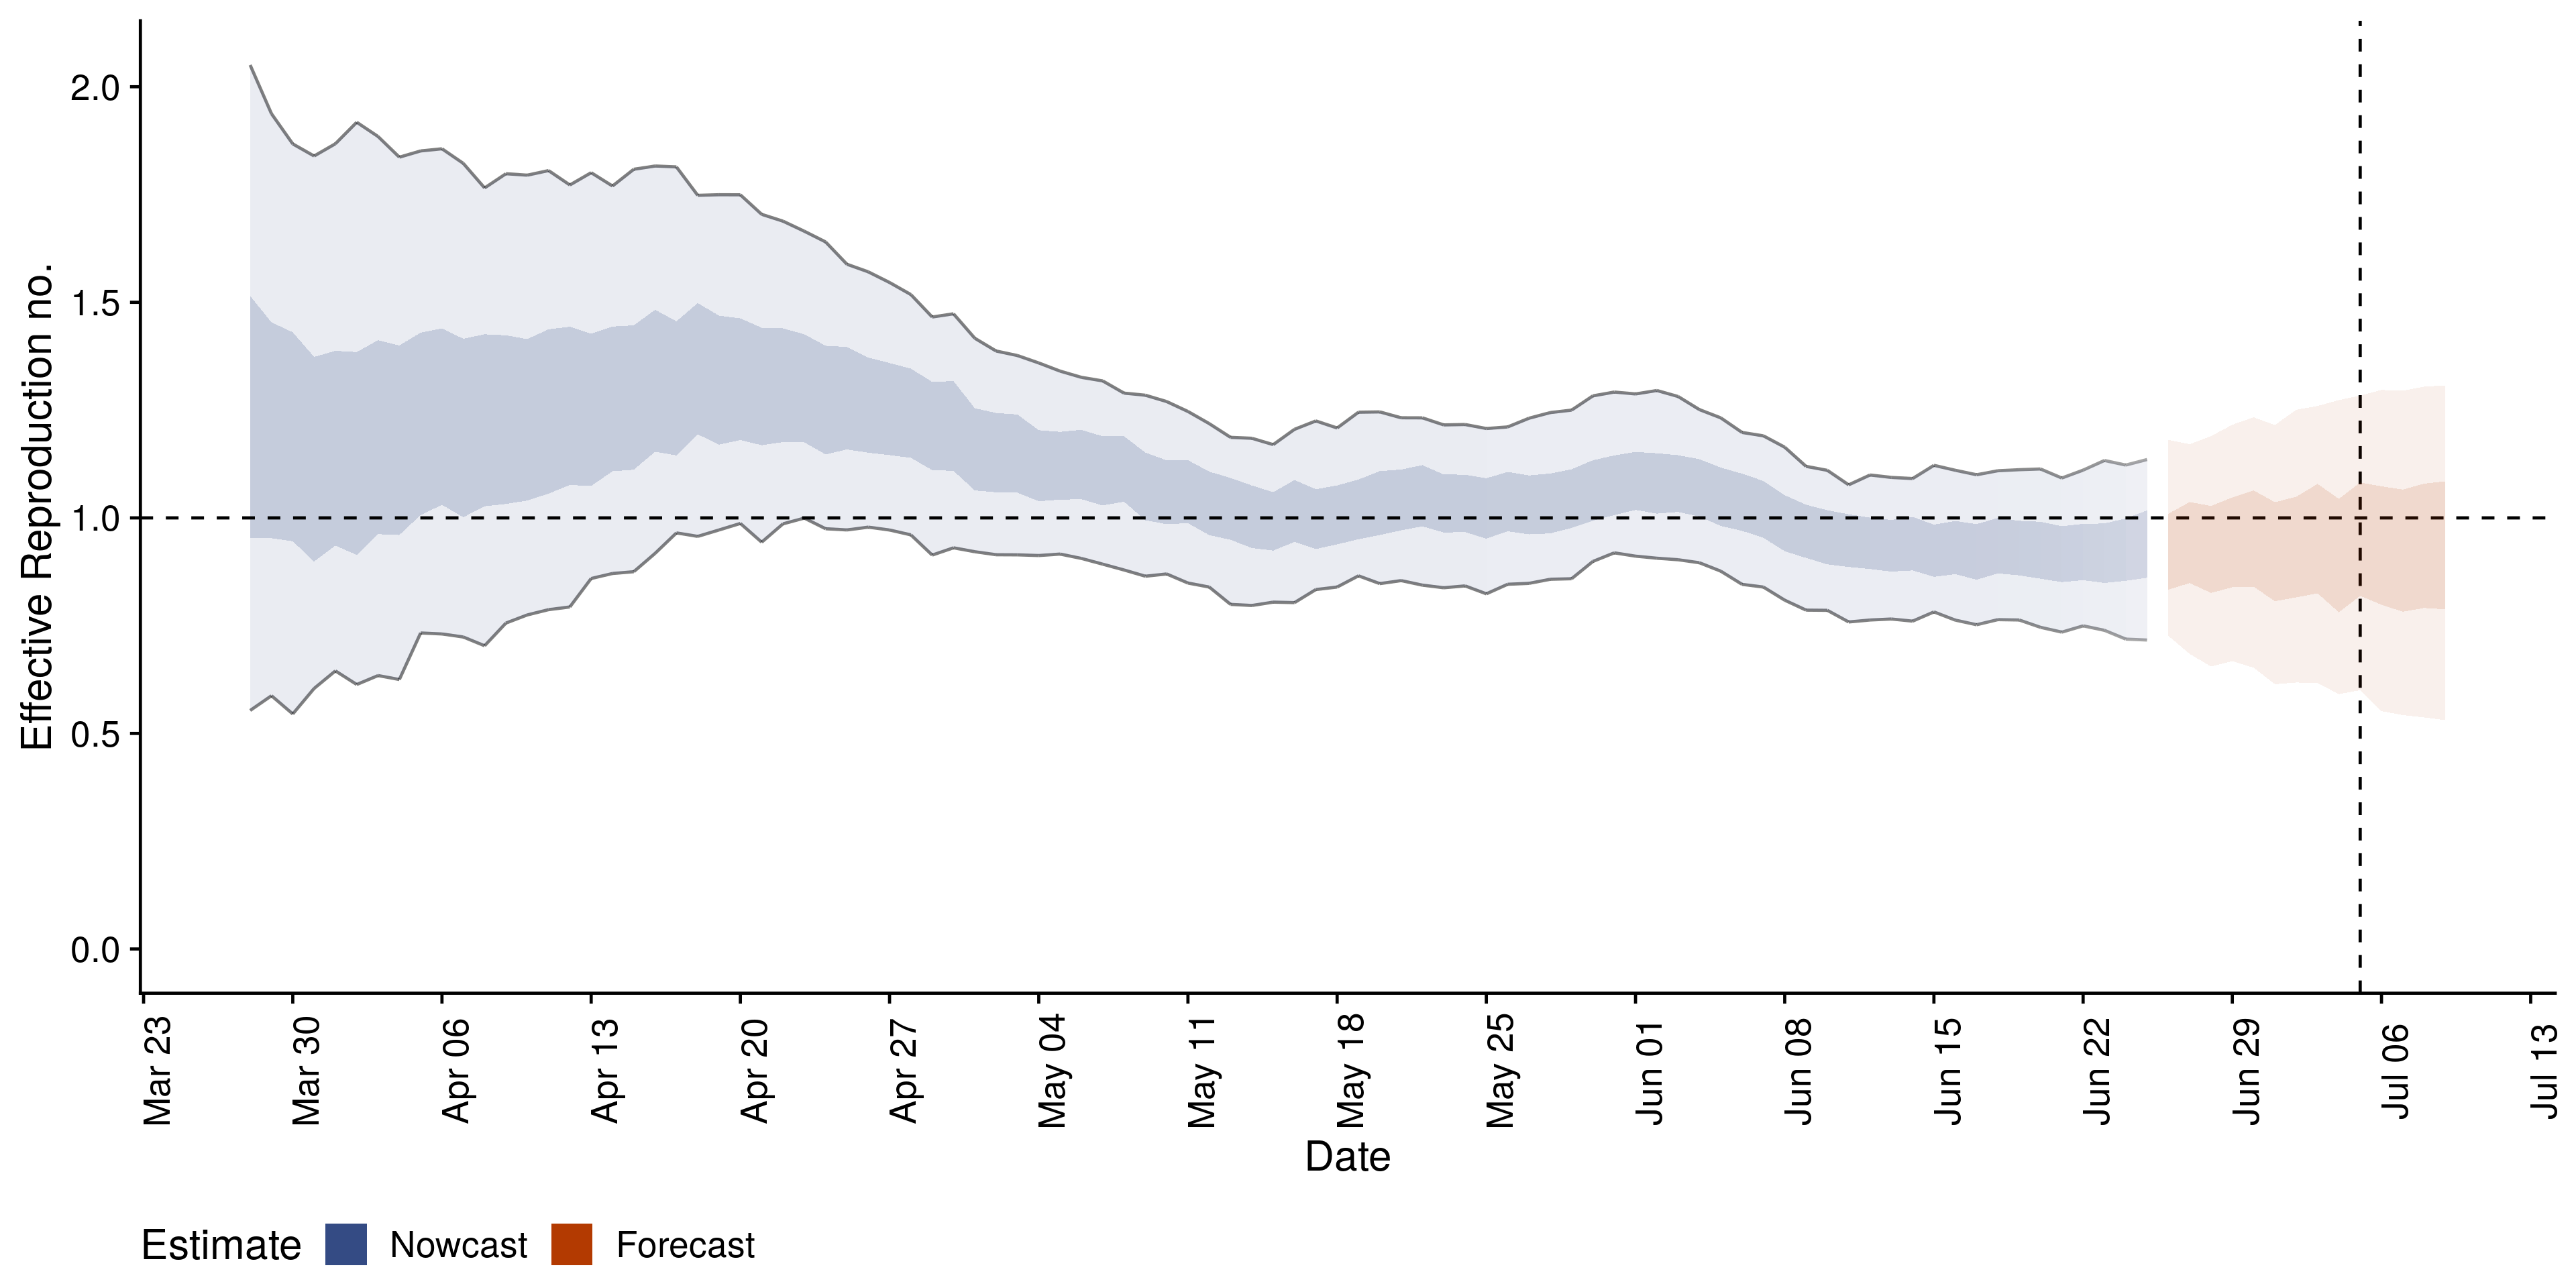 Effective Reproduction no.
2.0
1.5
1.0
0.5
0.0
Mar 23
Mar 30
Apr 06
Apr 13
Apr 20
Apr 27
May 04
May 11
May 18
May 25
Jun 01
Jun 08
Jun 15
Jun 22
Jun 29
Jul 06
Jul 13
Date
Estimate Nowcast Forecast